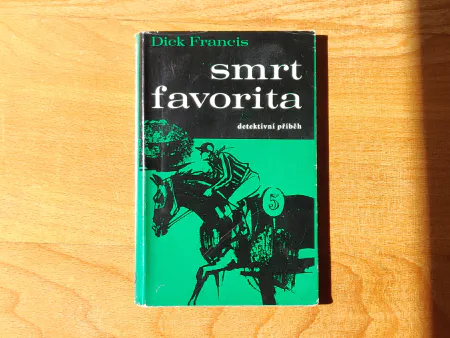 Dick Francis
smrt
favorita
detektivní příběh
5